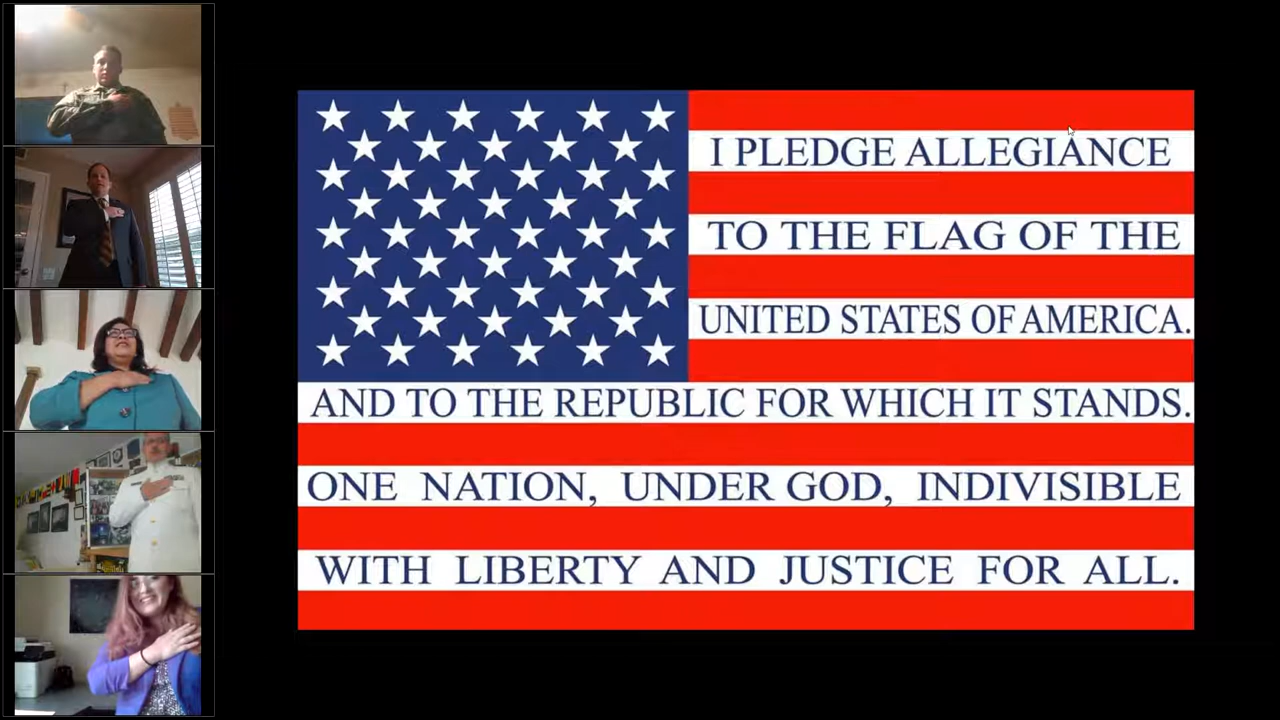 I PLEDGE ALLEGIANCE
TO THE FLAG OF THE
UNITED STATES OF AMERICA.
AND TO THE REPUBLIC FOR WHICH IT STANDS.
ONE NATION, UNDER GOD, INDIVISIBLE
WITH LIBERTY AND JUSTICE FOR ALL.